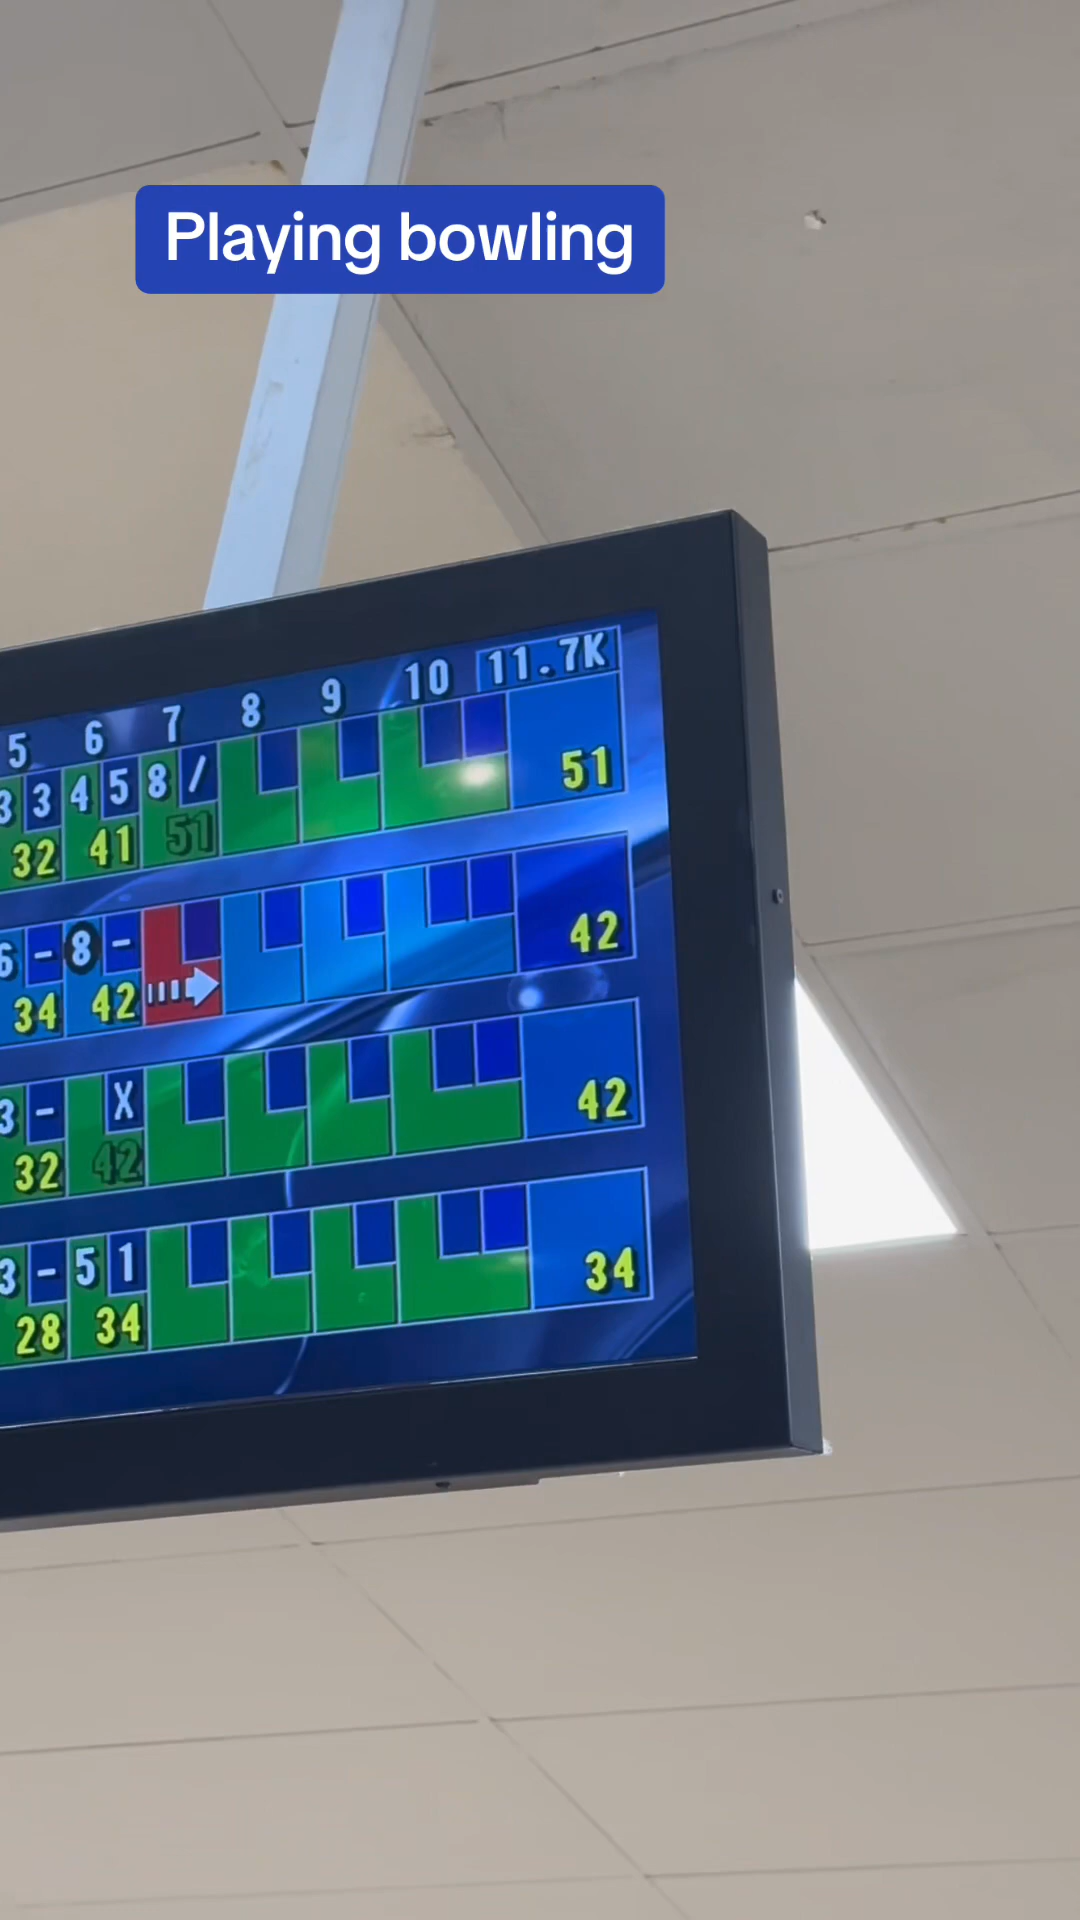 Playing bowling
5 6 7 8 9 10 11.7K
3 3 4 5 8 /
32 41 51 51
6 - 8 -
34 42 42
3 - X
32 42 42
3 - 5 1
28 34 34